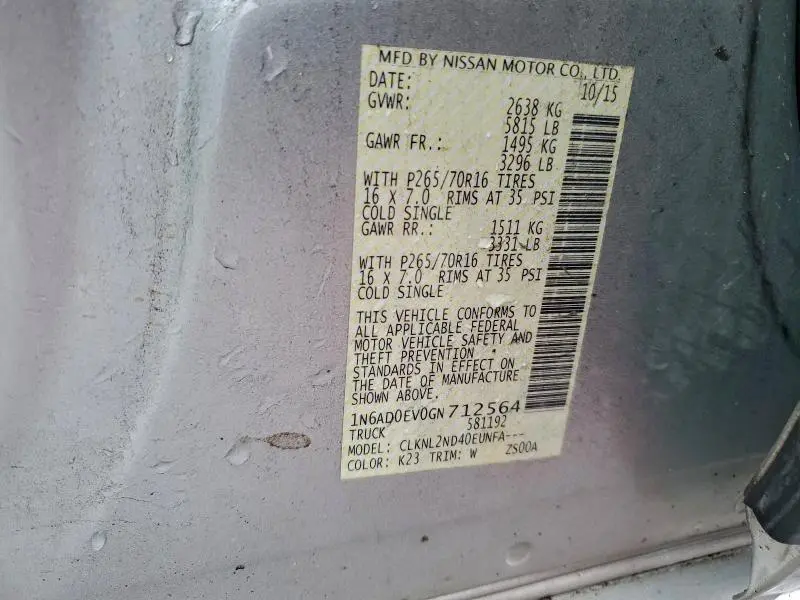 MFD BY NISSAN MOTOR CO., LTD.
DATE: 10/15
GVWR: 2638 KG
5815 LB
GAWR FR.: 1495 KG
3296 LB
WITH P265/70R16 TIRES
16 X 7.0 RIMS AT 35 PSI
COLD SINGLE
GAWR RR.: 1511 KG
3331 LB
WITH P265/70R16 TIRES
16 X 7.0 RIMS AT 35 PSI
COLD SINGLE
THIS VEHICLE CONFORMS TO
ALL APPLICABLE FEDERAL
MOTOR VEHICLE SAFETY AND
THEFT PREVENTION
STANDARDS IN EFFECT ON
THE DATE OF MANUFACTURE
SHOWN ABOVE.
1N6AD0EV0GN712564
TRUCK 581192
MODEL: CLKNL2ND40EUNFA---
COLOR: K23 TRIM: W ZS00A